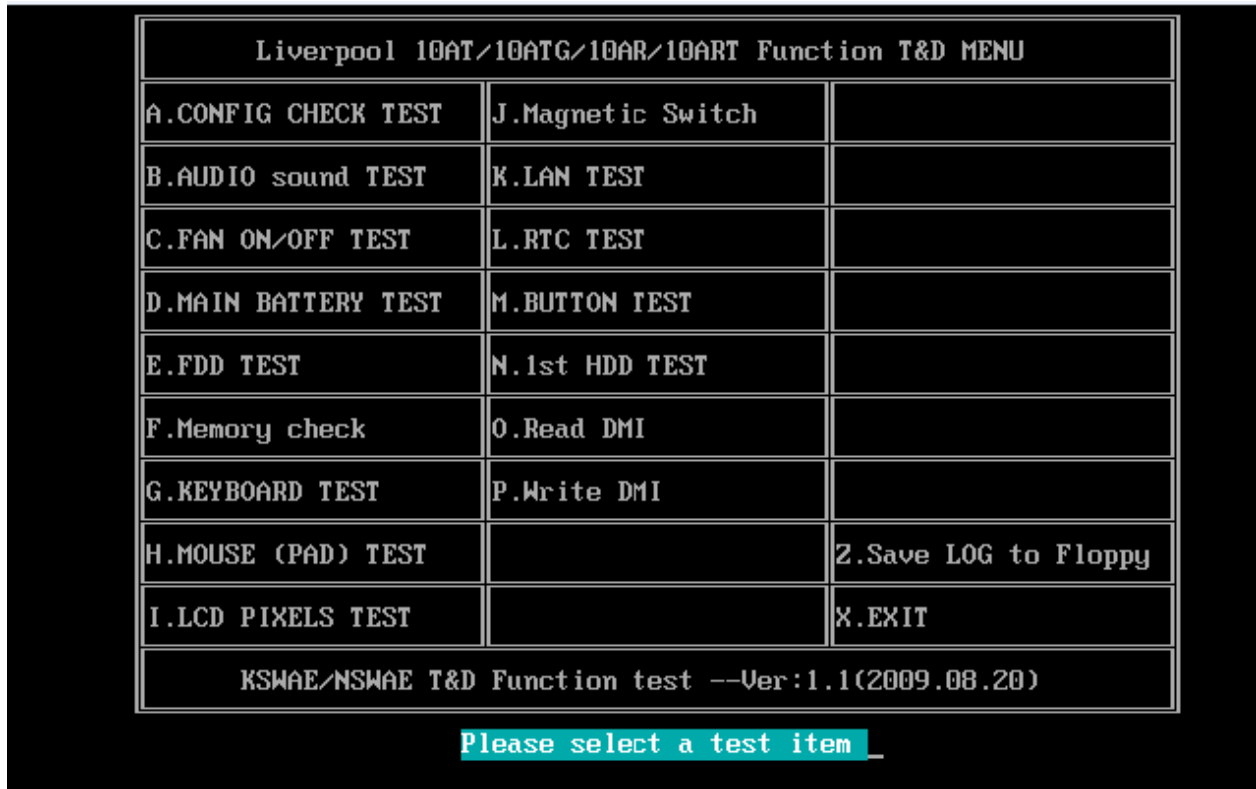 Liverpool 10AT/10ATG/10AR/10ART Function T&D MENU
A.CONFIG CHECK TEST J.Magnetic Switch
B.AUDIO sound TEST K.LAN TEST
C.FAN ON/OFF TEST L.RTC TEST
D.MAIN BATTERY TEST M.BUTTON TEST
E.FDD TEST N.1st HDD TEST
F.Memory check O.Read DMI
G.KEYBOARD TEST P.Write DMI
H.MOUSE (PAD) TEST Z.Save LOG to Floppy
I.LCD PIXELS TEST X.EXIT
KSWAE/NSWAE T&D Function test --Ver:1.1(2009.08.20)
Please select a test item _